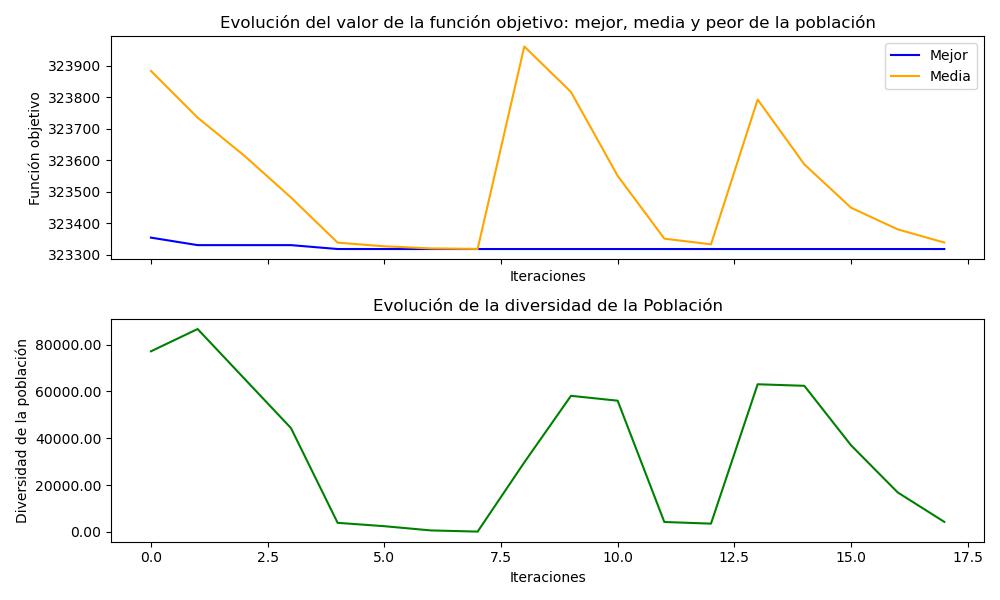 Evolución del valor de la función objetivo: mejor, media y peor de la población
Función objetivo
323900
323800
323700
323600
323500
323400
323300
Mejor
Media
Iteraciones
Evolución de la diversidad de la Población
Diversidad de la población
80000.00
60000.00
40000.00
20000.00
0.00
0.0 2.5 5.0 7.5 10.0 12.5 15.0 17.5
Iteraciones